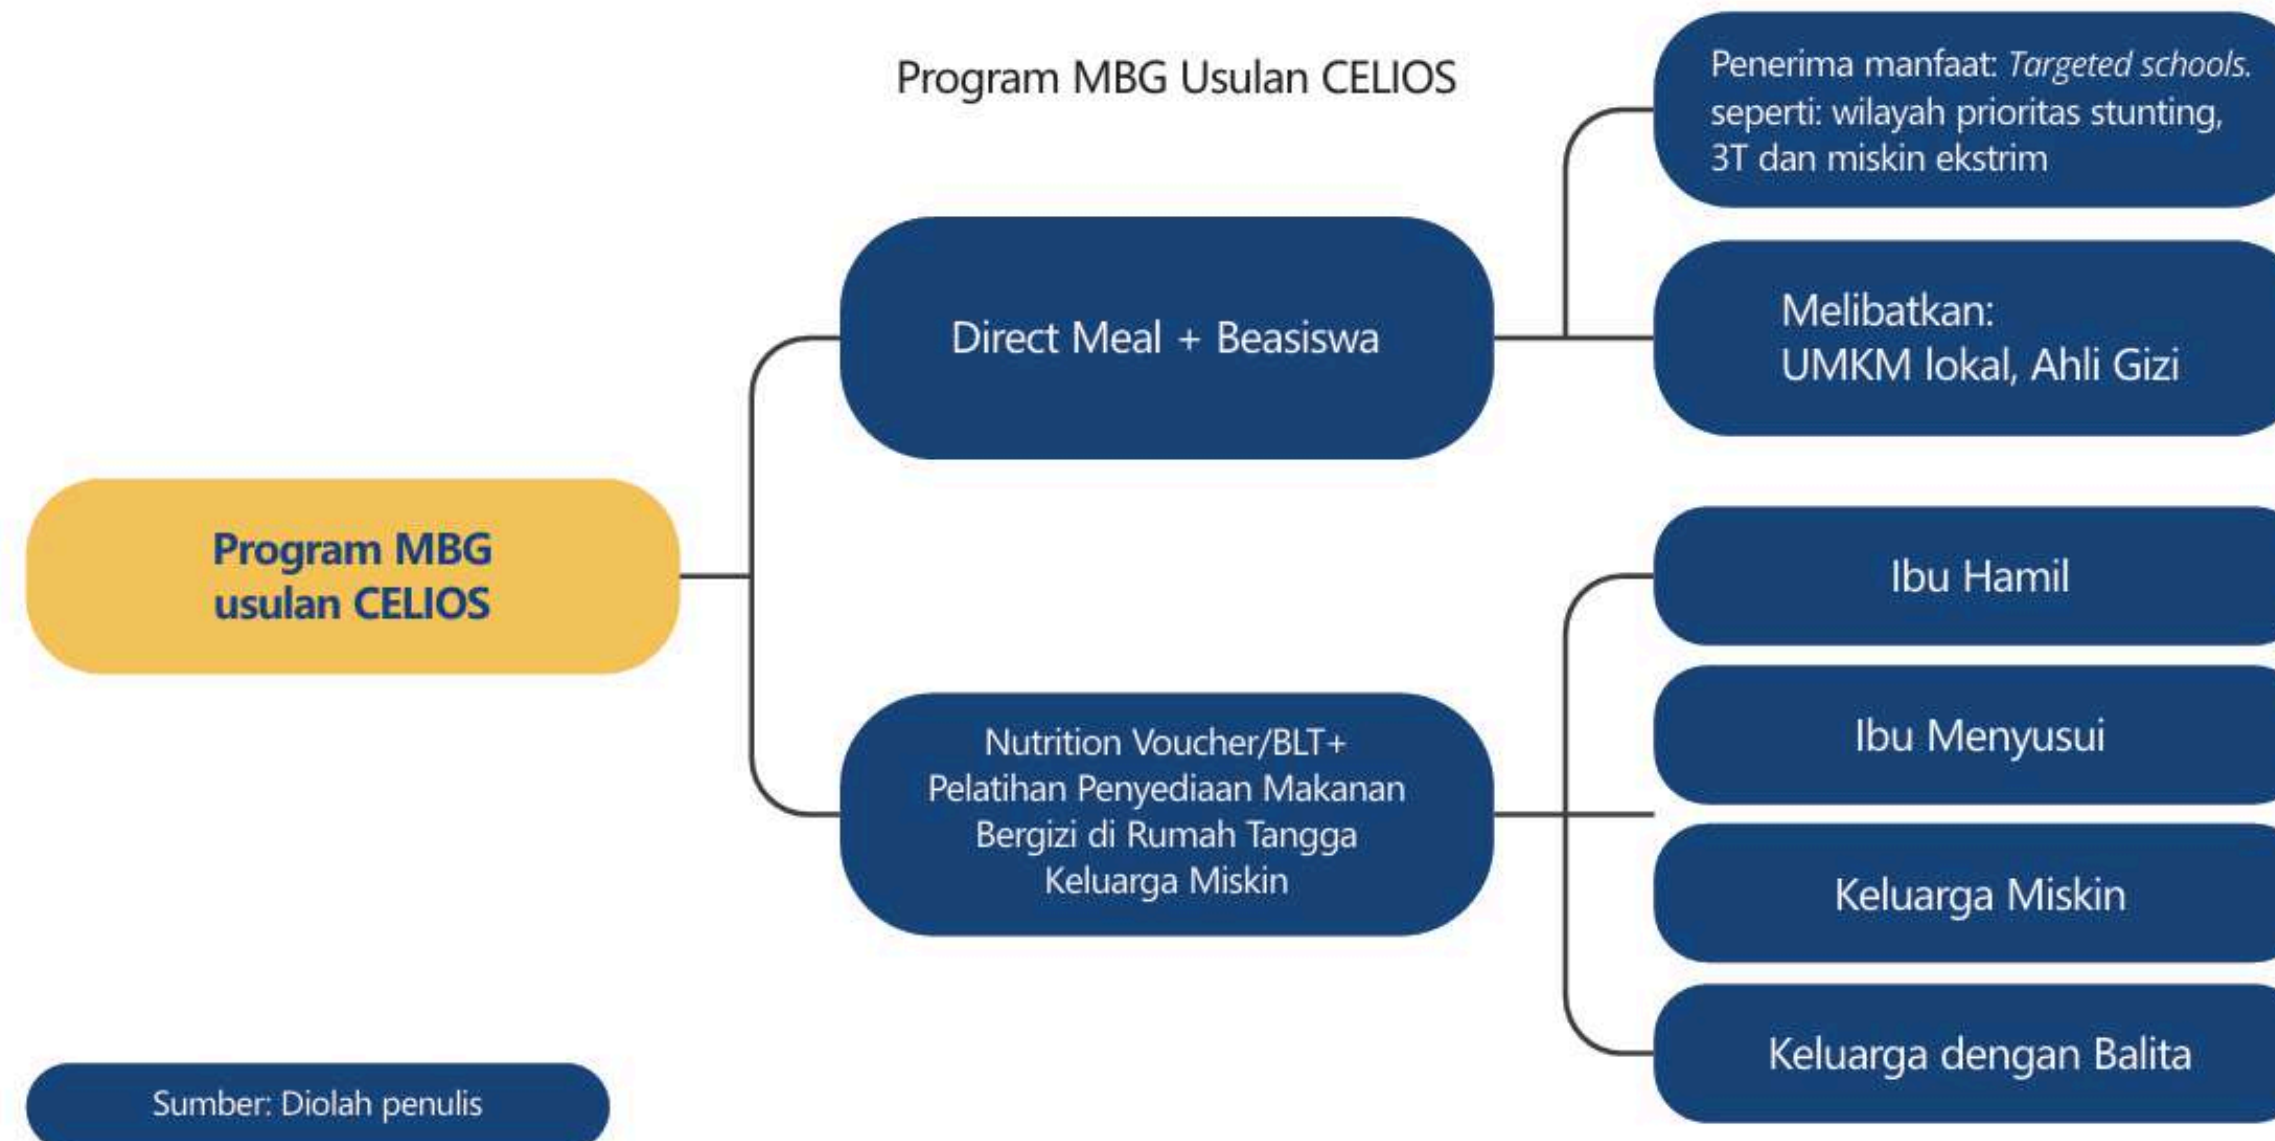 Program MBG Usulan CELIOS
Program MBG
usulan CELIOS
Direct Meal + Beasiswa
Penerima manfaat: Targeted schools.
seperti: wilayah prioritas stunting,
3T dan miskin ekstrim
Melibatkan:
UMKM lokal, Ahli Gizi
Nutrition Voucher/BLT+
Pelatihan Penyediaan Makanan
Bergizi di Rumah Tangga
Keluarga Miskin
Ibu Hamil
Ibu Menyusui
Keluarga Miskin
Keluarga dengan Balita
Sumber: Diolah penulis